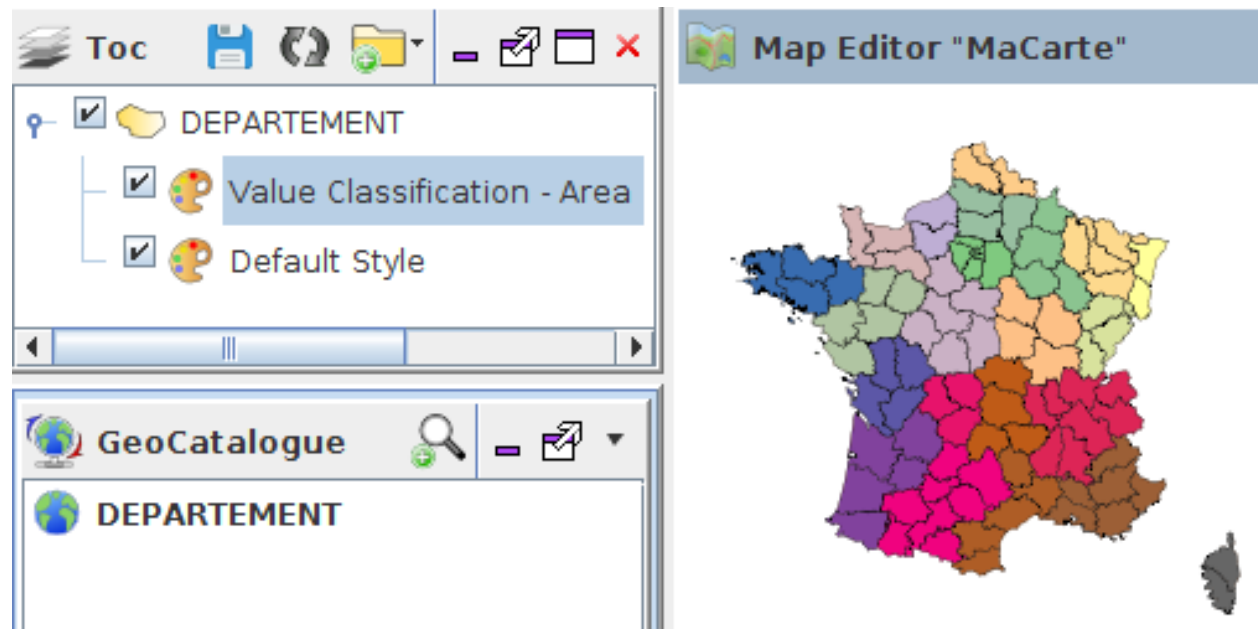 Toc
Map Editor "MaCarte"
DEPARTEMENT
Value Classification - Area
Default Style
GeoCatalogue
DEPARTEMENT